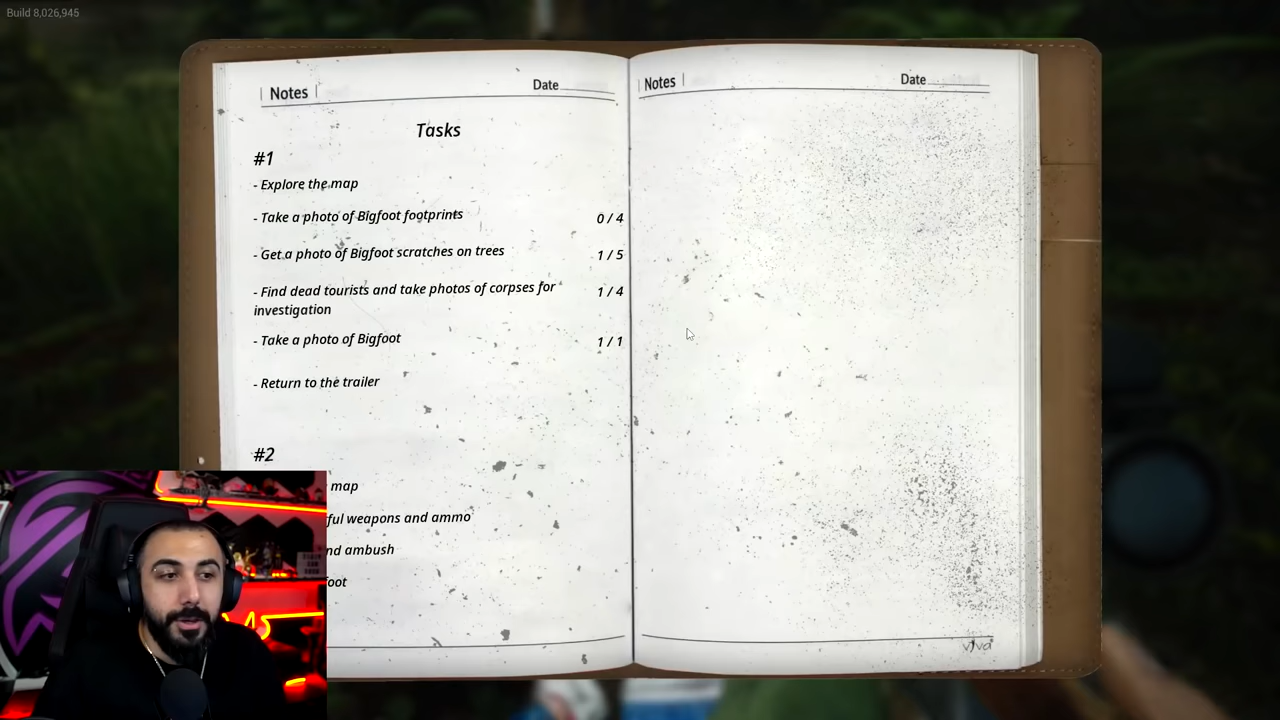 Build 8,026,945
Notes
Date
Notes
Date
Tasks
#1
- Explore the map
- Take a photo of Bigfoot footprints 0 / 4
- Get a photo of Bigfoot scratches on trees 1 / 5
- Find dead tourists and take photos of corpses for 1 / 4
investigation
- Take a photo of Bigfoot 1 / 1
- Return to the trailer
#2
map
ful weapons and ammo
nd ambush
foot